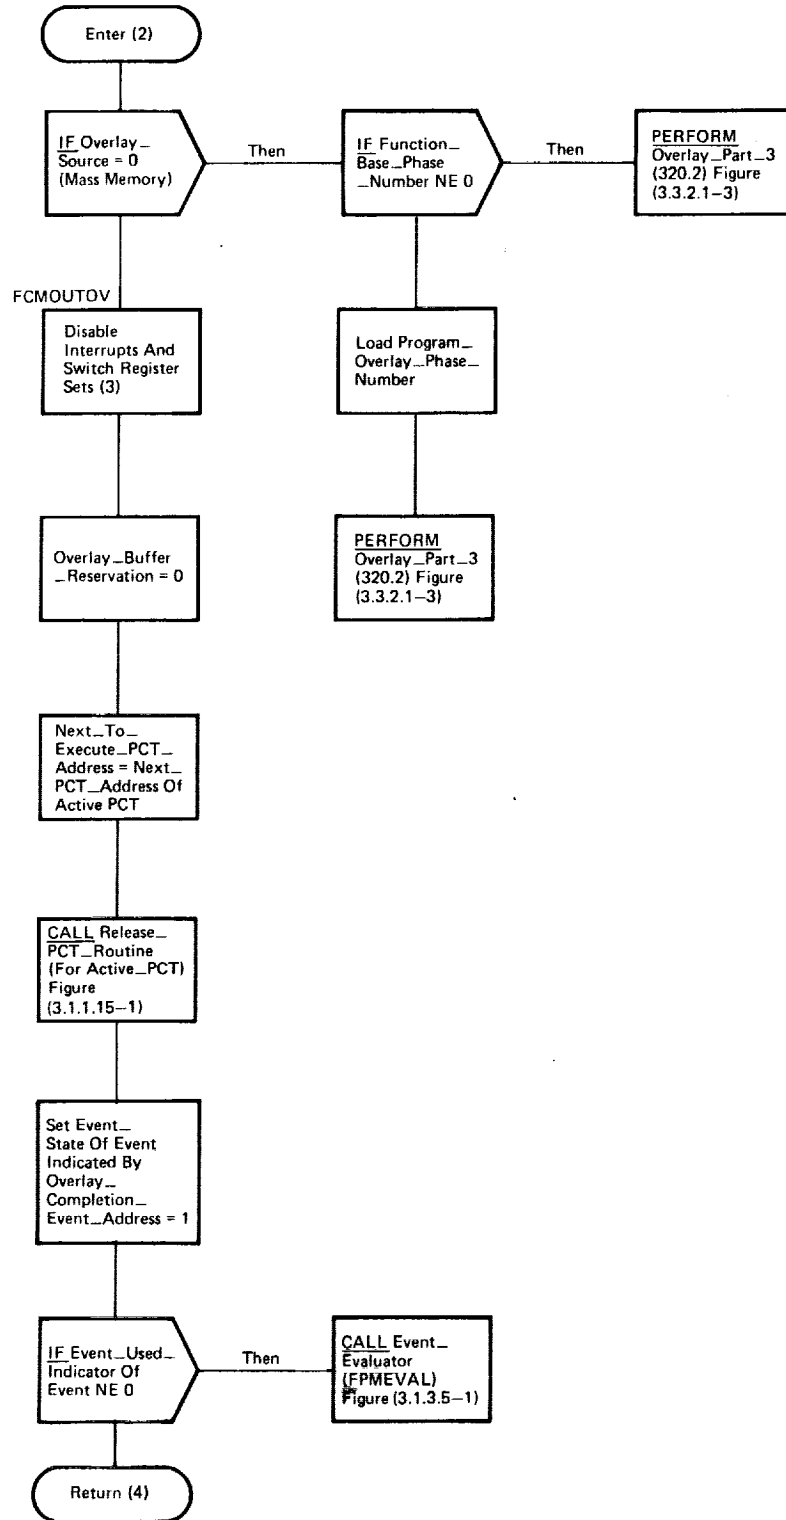 Enter (2)
IF Overlay_
Source = 0
(Mass Memory)
Then
IF Function_
Base_Phase
_Number NE 0
Then
PERFORM
Overlay_Part_3
(320.2) Figure
(3.3.2.1-3)
FCMOUTOV
Disable
Interrupts And
Switch Register
Sets (3)
Load Program_
Overlay_Phase_
Number
Overlay_Buffer
_Reservation = 0
PERFORM
Overlay_Part_3
(320.2) Figure
(3.3.2.1-3)
Next_To_
Execute_PCT_
Address = Next_
PCT_Address Of
Active PCT
CALL Release_
PCT_Routine
(For Active_PCT)
Figure
(3.1.1.15-1)
Set Event_
State Of Event
Indicated By
Overlay_
Completion_
Event_Address = 1
IF Event_Used_
Indicator Of
Event NE 0
Then
CALL Event_
Evaluator
(FPMEVAL)
Figure (3.1.3.5-1)
Return (4)